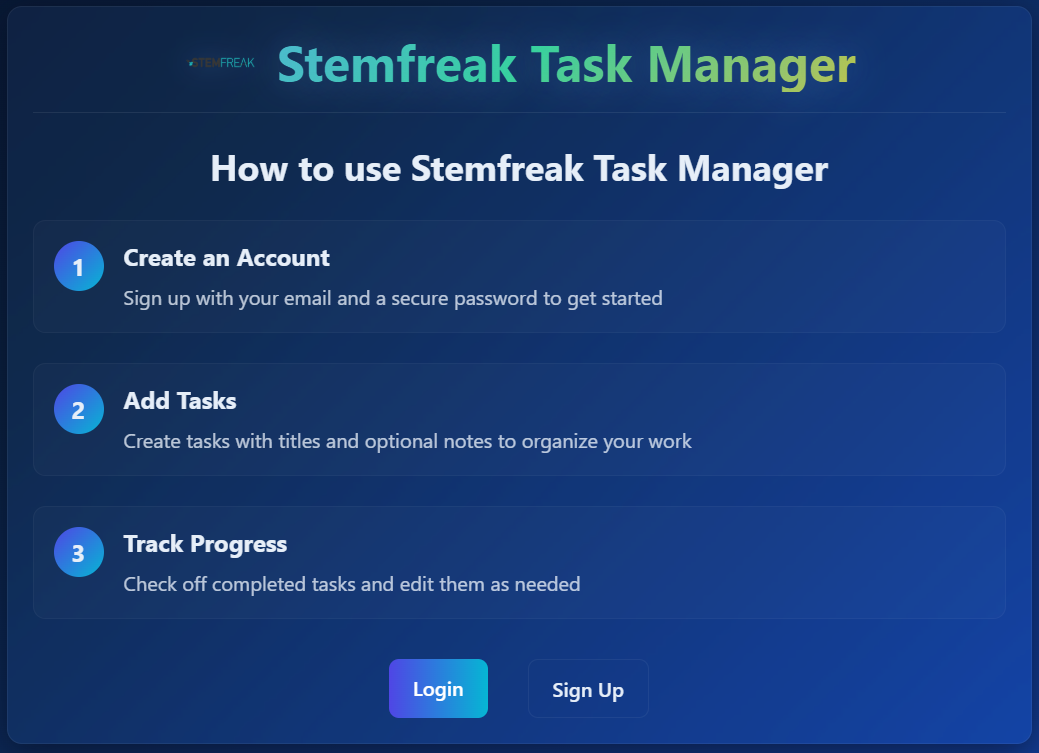 STEMFREAK Stemfreak Task Manager
How to use Stemfreak Task Manager
1 Create an Account
Sign up with your email and a secure password to get started
2 Add Tasks
Create tasks with titles and optional notes to organize your work
3 Track Progress
Check off completed tasks and edit them as needed
Login Sign Up